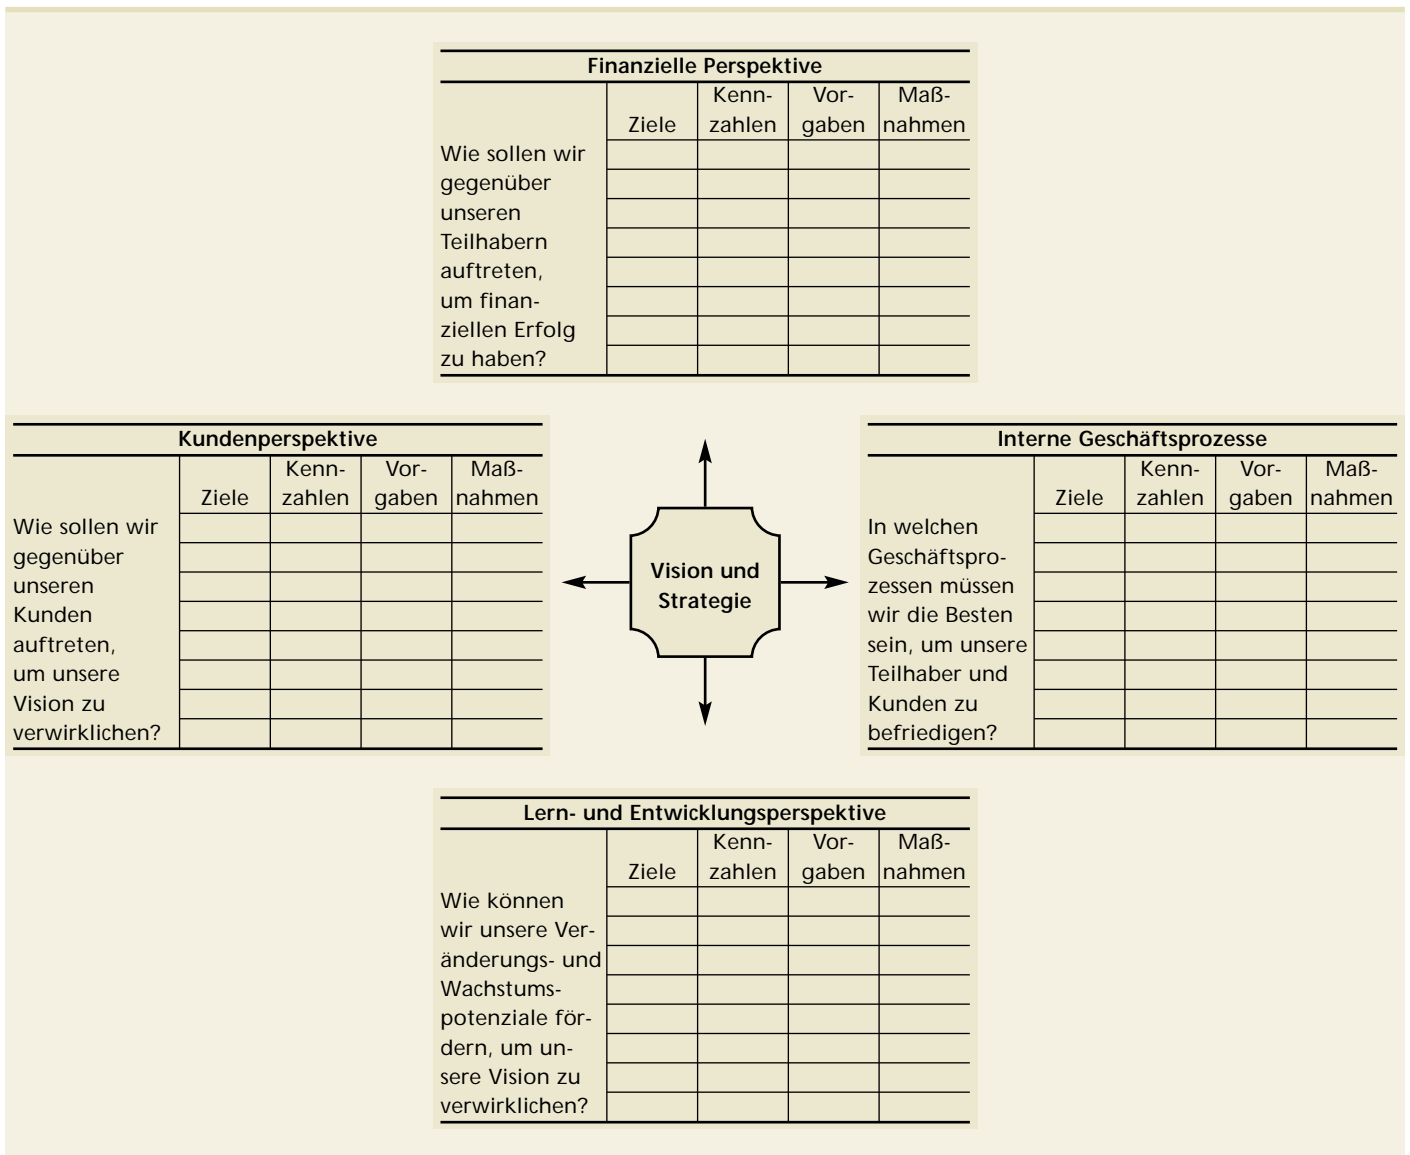 Finanzielle Perspektive
Kenn- Vor- Maß-
Ziele zahlen gaben nahmen
Wie sollen wir
gegenüber
unseren
Teilhabern
auftreten,
um finan-
ziellen Erfolg
zu haben?
Kundenperspektive
Kenn- Vor- Maß-
Ziele zahlen gaben nahmen
Wie sollen wir
gegenüber
unseren
Kunden
auftreten,
um unsere
Vision zu
verwirklichen?
Vision und
Strategie
Interne Geschäftsprozesse
Kenn- Vor- Maß-
Ziele zahlen gaben nahmen
In welchen
Geschäftspro-
zessen müssen
wir die Besten
sein, um unsere
Teilhaber und
Kunden zu
befriedigen?
Lern- und Entwicklungsperspektive
Kenn- Vor- Maß-
Ziele zahlen gaben nahmen
Wie können
wir unsere Ver-
änderungs- und
Wachstums-
potenziale för-
dern, um un-
sere Vision zu
verwirklichen?